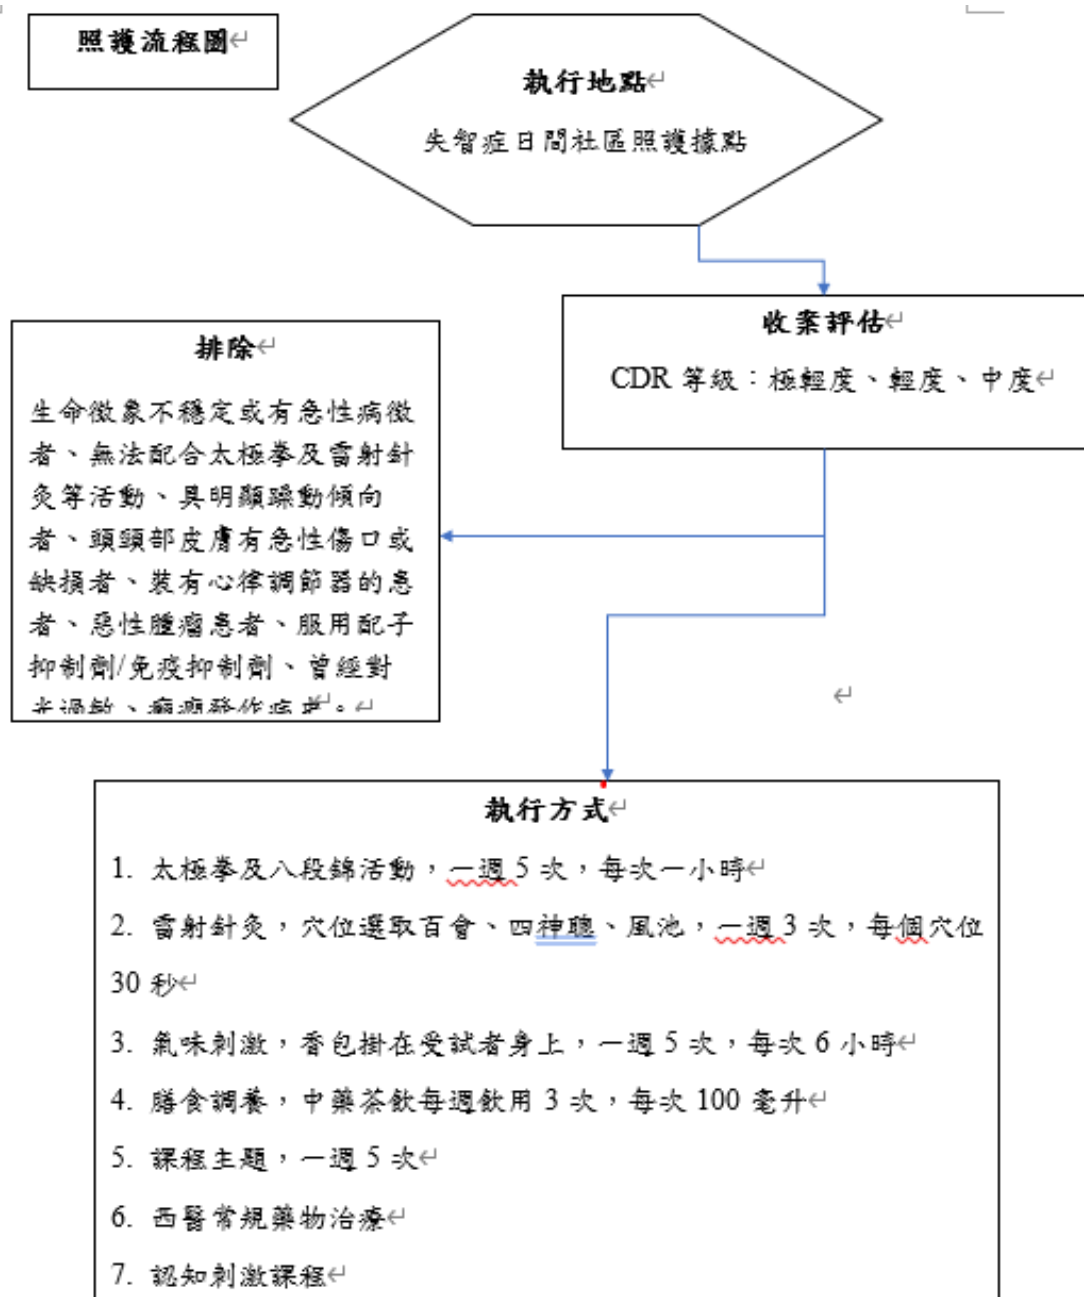 照護流程圖
執行地點
失智症日間社區照護據點
收案評估
CDR 等級：極輕度、輕度、中度
排除
生命徵象不穩定或有急性病徵
者、無法配合太極拳及雷射針
灸等活動、具明顯躁動傾向
者、頭頸部皮膚有急性傷口或
缺損者、裝有心律調節器的患
者、惡性腫瘤患者、服用配子
抑制劑/免疫抑制劑、曾經對
光過敏、癲癇發作病史。
執行方式
1. 太極拳及八段錦活動，一週 5 次，每次一小時
2. 雷射針灸，穴位選取百會、四神聰、風池，一週 3 次，每個穴位
30 秒
3. 氣味刺激，香包掛在受試者身上，一週 5 次，每次 6 小時
4. 膳食調養，中藥茶飲每週飲用 3 次，每次 100 毫升
5. 課程主題，一週 5 次
6. 西醫常規藥物治療
7. 認知刺激課程